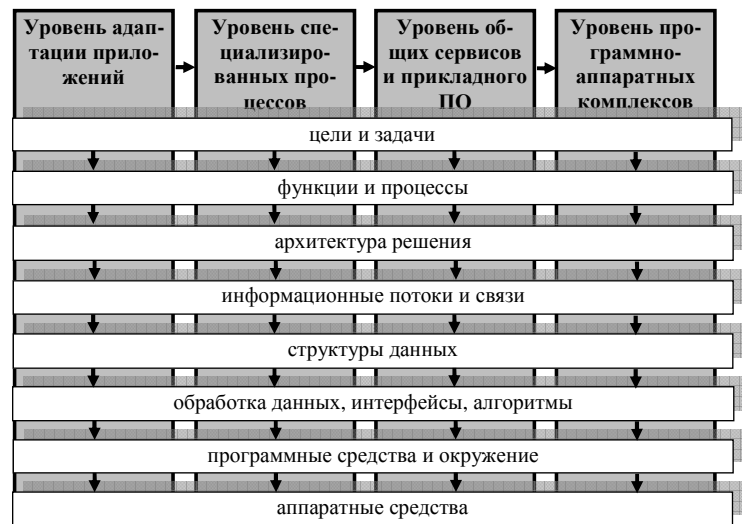 Уровень адап-
тации прило-
жений
Уровень спе-
циализиро-
ванных про-
цессов
Уровень об-
щих сервисов
и прикладного
ПО
Уровень про-
граммно-
аппаратных
комплексов
цели и задачи
функции и процессы
архитектура решения
информационные потоки и связи
структуры данных
обработка данных, интерфейсы, алгоритмы
программные средства и окружение
аппаратные средства